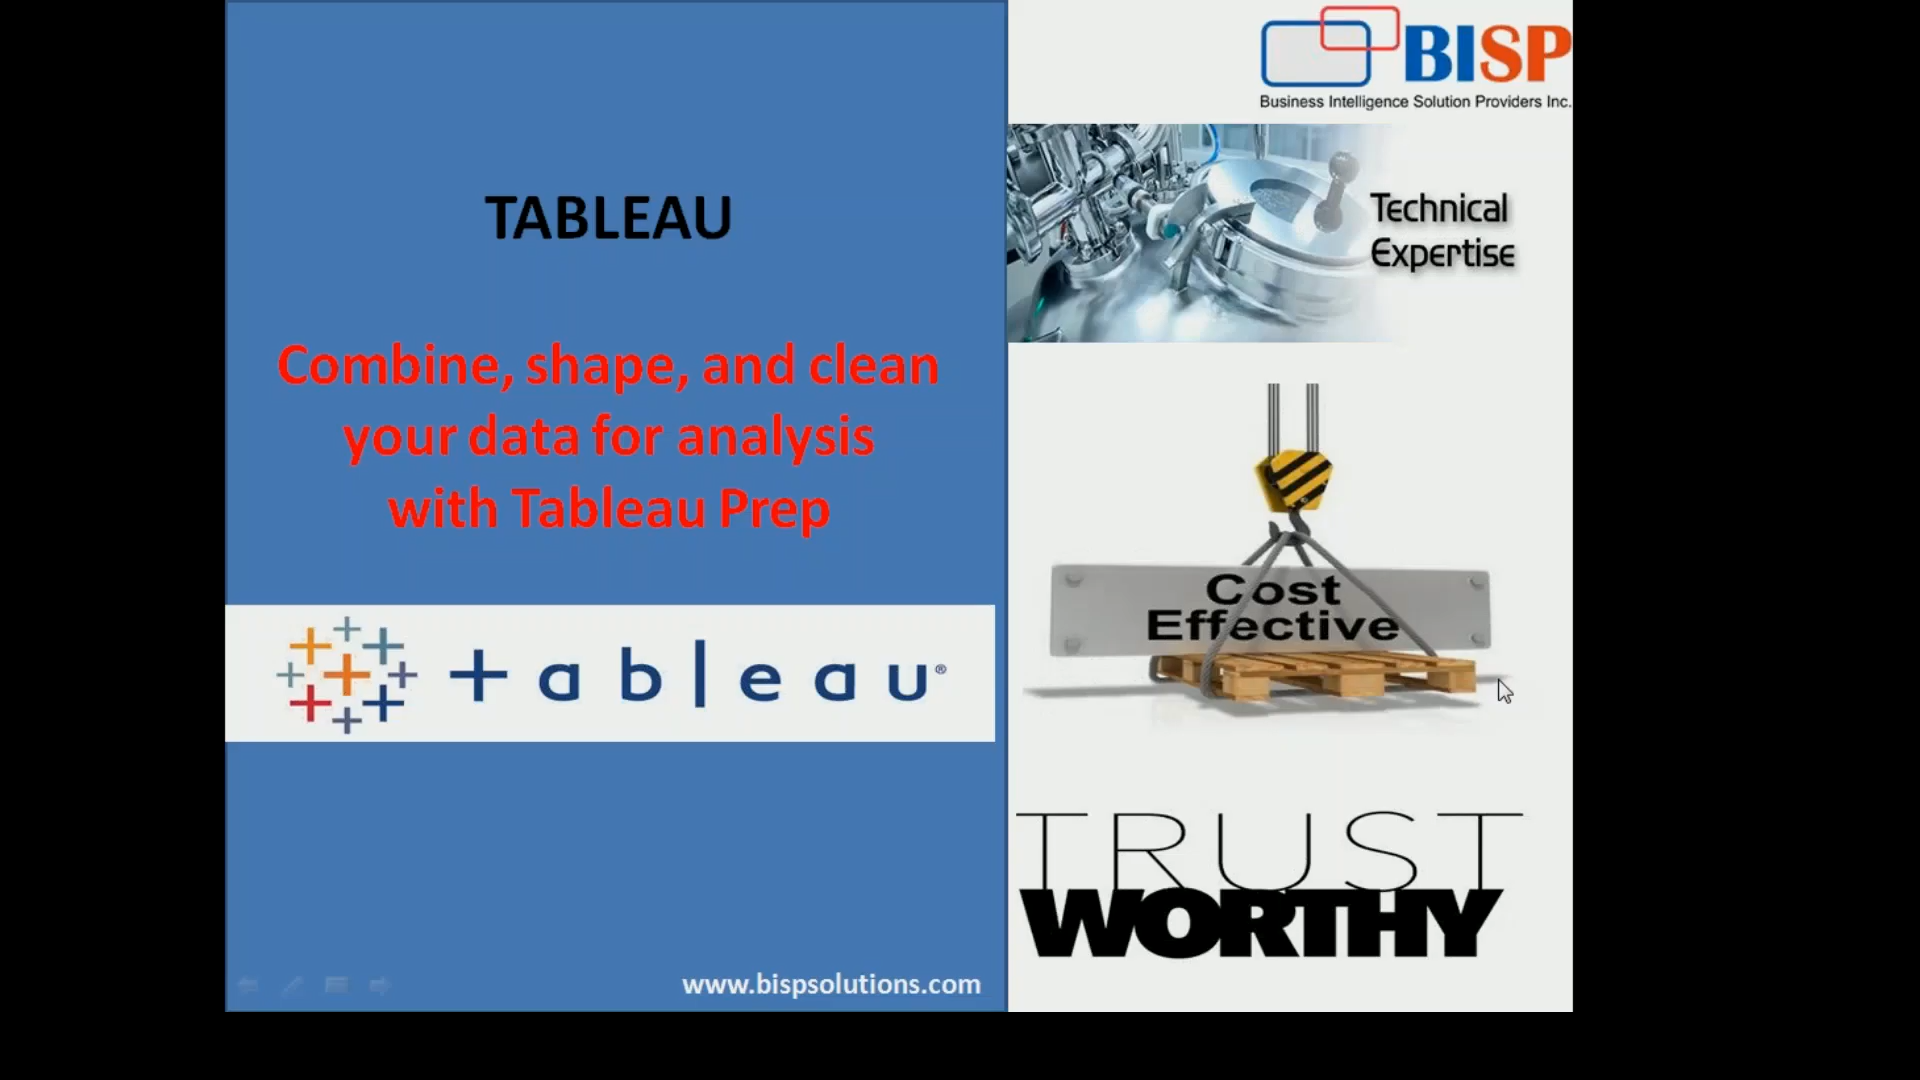 TABLEAU
Combine, shape, and clean
your data for analysis
with Tableau Prep
+ableau®
www.bispsolutions.com
BISP
Business Intelligence Solution Providers Inc.
Technical
Expertise
Cost
Effective
TRUST
WORTHY